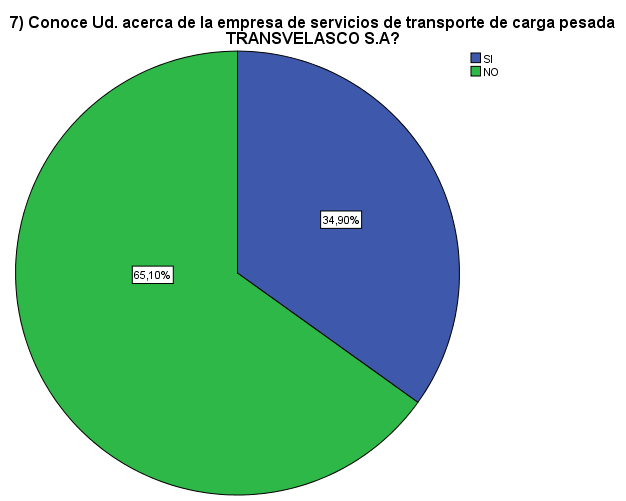 7) Conoce Ud. acerca de la empresa de servicios de transporte de carga pesada
TRANSVELASCO S.A?
SI
NO
34,90%
65,10%